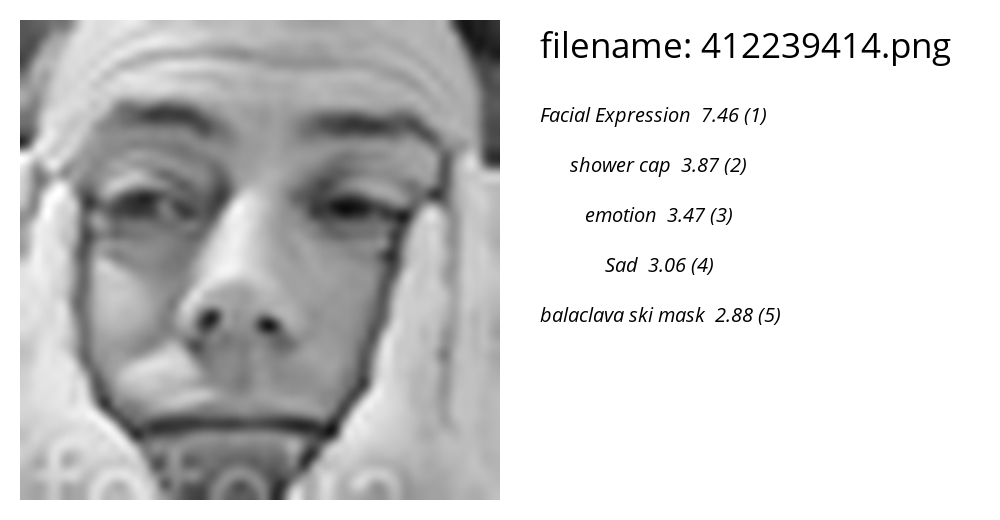 filename: 412239414.png
Facial Expression 7.46 (1)
shower cap 3.87 (2)
emotion 3.47 (3)
Sad 3.06 (4)
balaclava ski mask 2.88 (5)